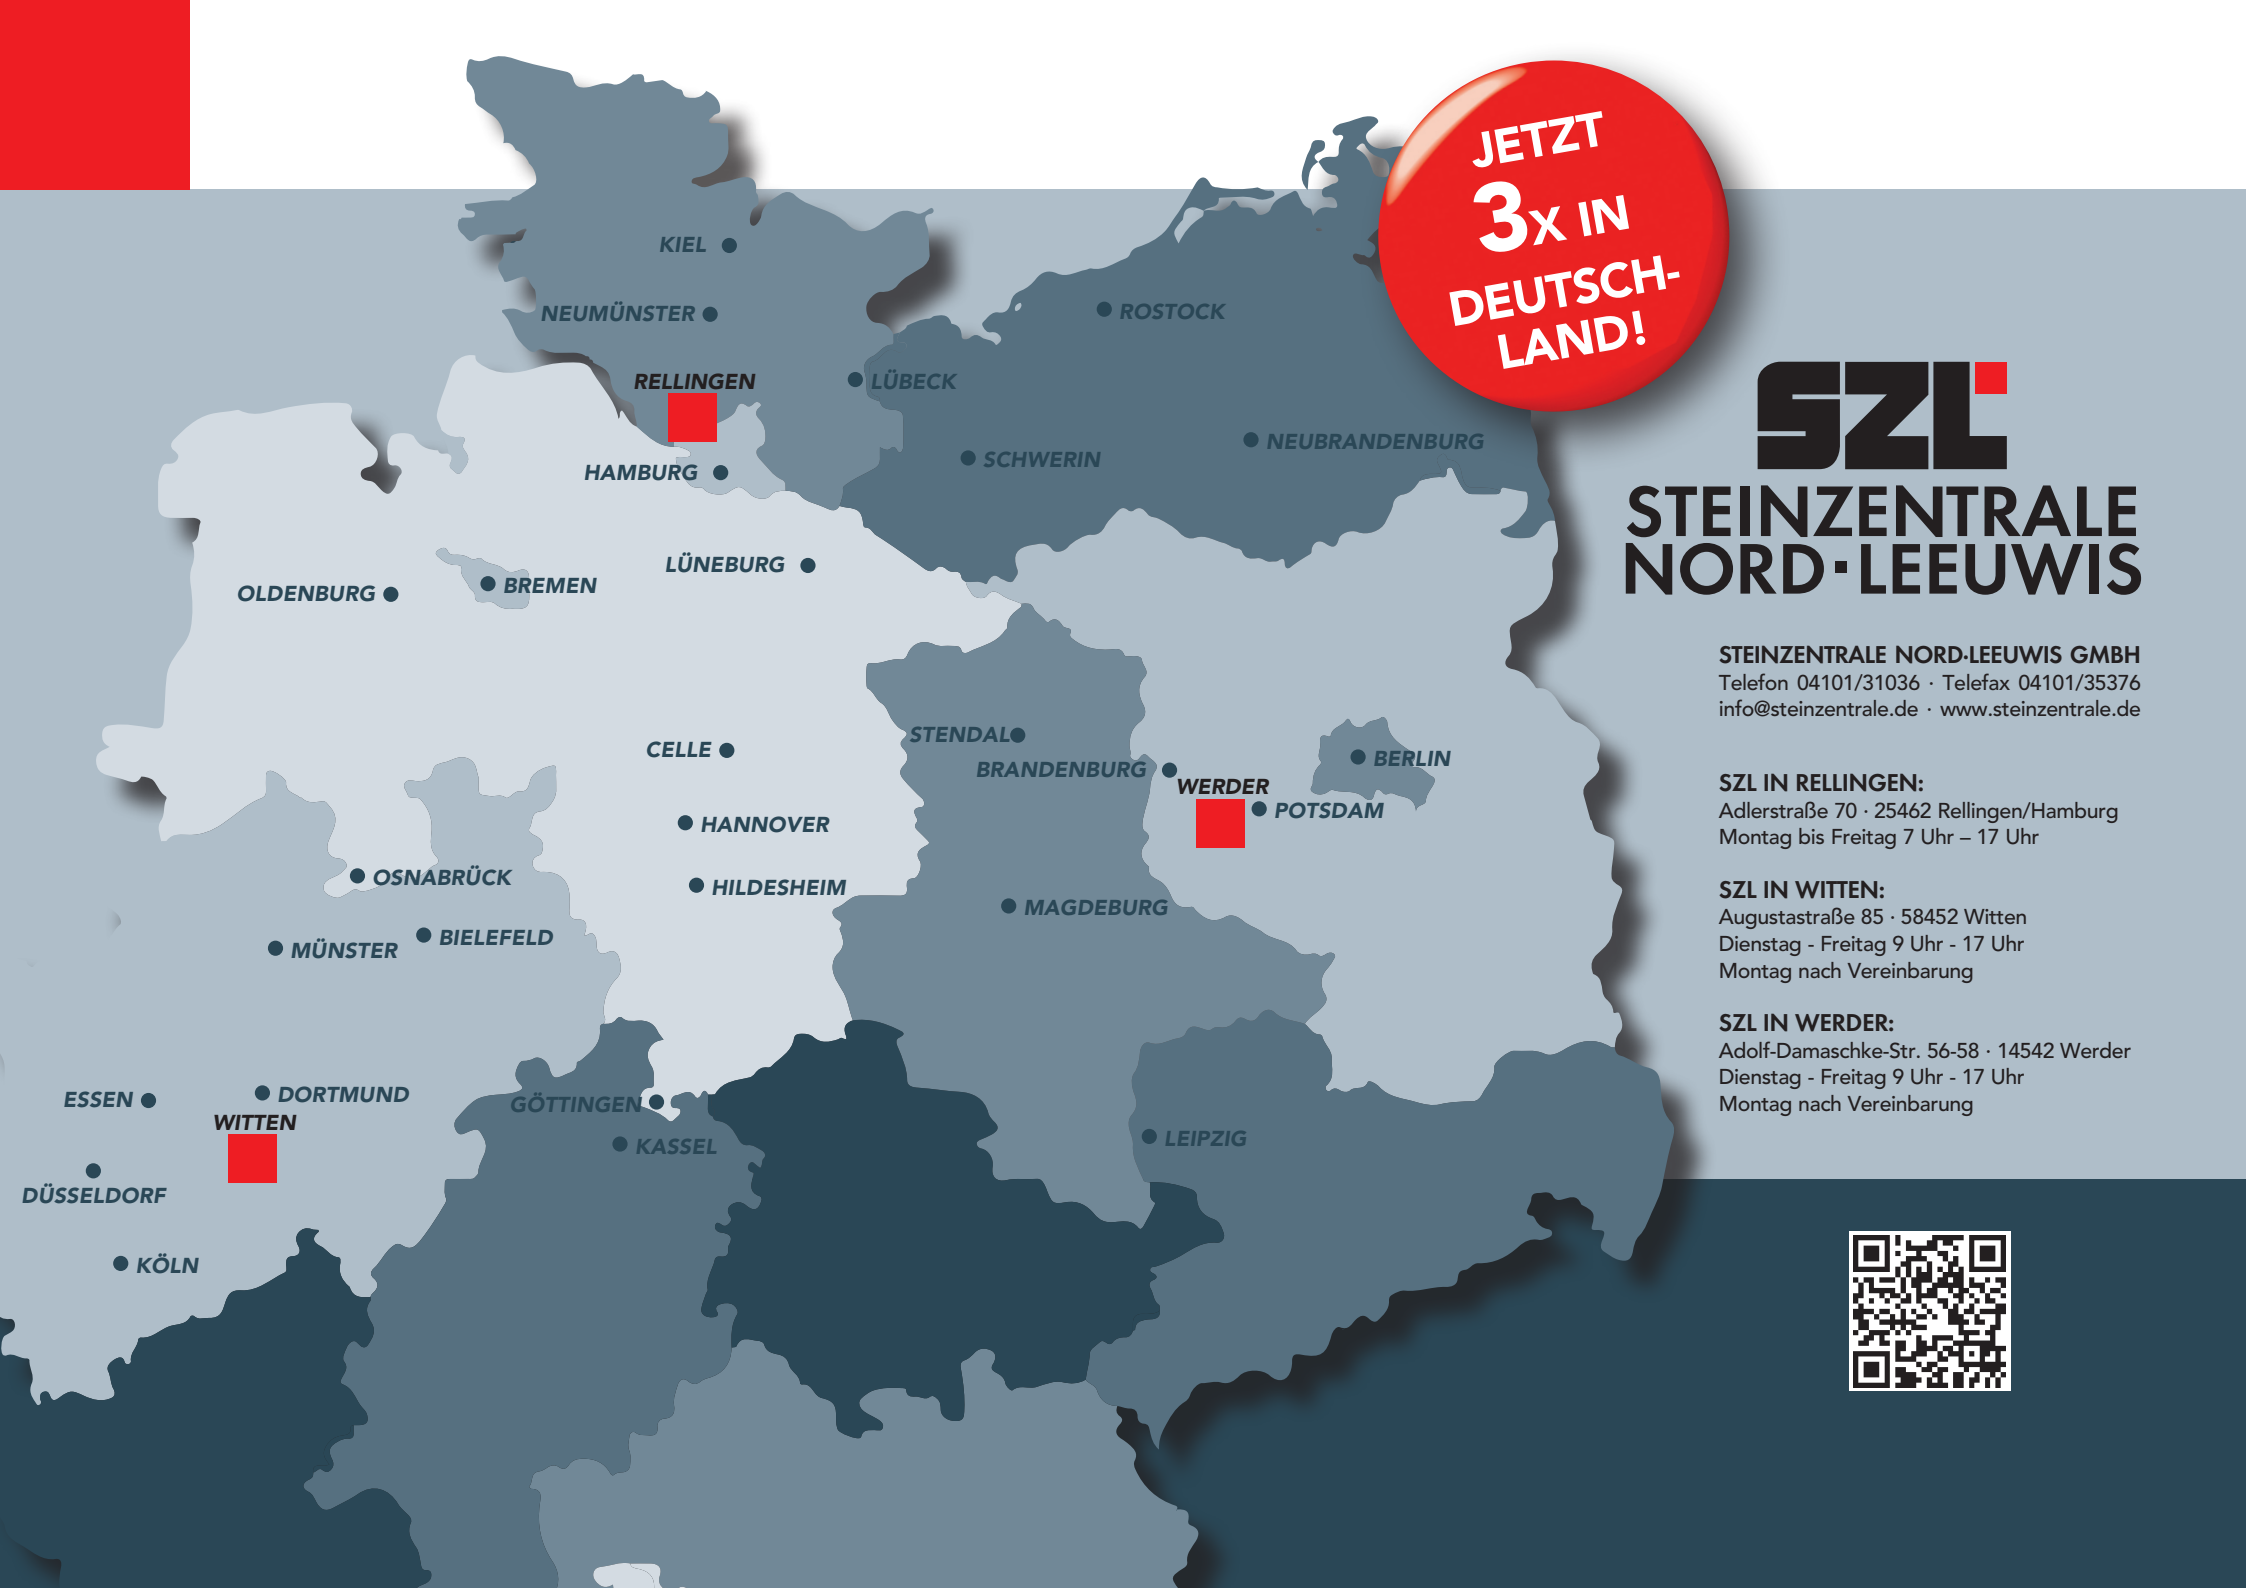 JETZT
3X IN
DEUTSCH-
LAND!
KIEL
NEUMÜNSTER
ROSTOCK
RELLINGEN
LÜBECK
NEUBRANDENBURG
SCHWERIN
HAMBURG
LÜNEBURG
BREMEN
OLDENBURG
STENDAL
CELLE
BERLIN
BRANDENBURG
WERDER
POTSDAM
HANNOVER
OSNABRÜCK
HILDESHEIM
MAGDEBURG
BIELEFELD
MÜNSTER
DORTMUND
ESSEN
GÖTTINGEN
WITTEN
LEIPZIG
KASSEL
DÜSSELDORF
KÖLN
SZL
STEINZENTRALE
NORD·LEEUWIS
STEINZENTRALE NORD·LEEUWIS GMBH
Telefon 04101/31036 · Telefax 04101/35376
info@steinzentrale.de · www.steinzentrale.de
SZL IN RELLINGEN:
Adlerstraße 70 · 25462 Rellingen/Hamburg
Montag bis Freitag 7 Uhr – 17 Uhr
SZL IN WITTEN:
Augustastraße 85 · 58452 Witten
Dienstag - Freitag 9 Uhr - 17 Uhr
Montag nach Vereinbarung
SZL IN WERDER:
Adolf-Damaschke-Str. 56-58 · 14542 Werder
Dienstag - Freitag 9 Uhr - 17 Uhr
Montag nach Vereinbarung